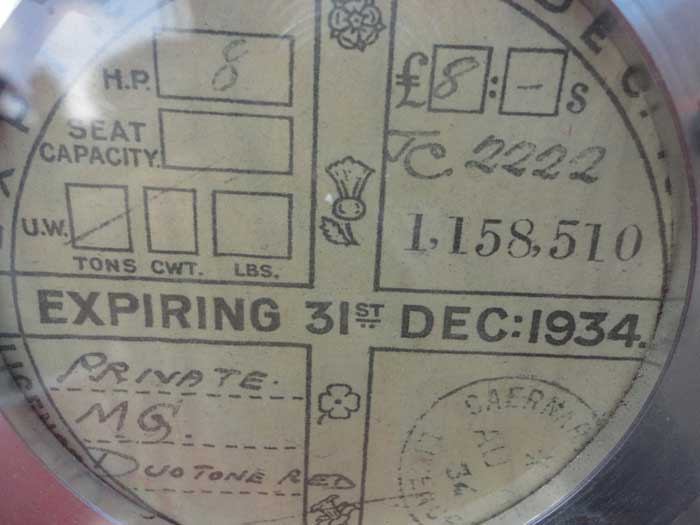 H.P. 8
SEAT
CAPACITY.
U.W.
TONS CWT. LBS.
£ 8 : - s
JC 2222
1,158,510
EXPIRING 31ST DEC: 1934.
PRIVATE.
MG.
DUOTONE RED
AU
34